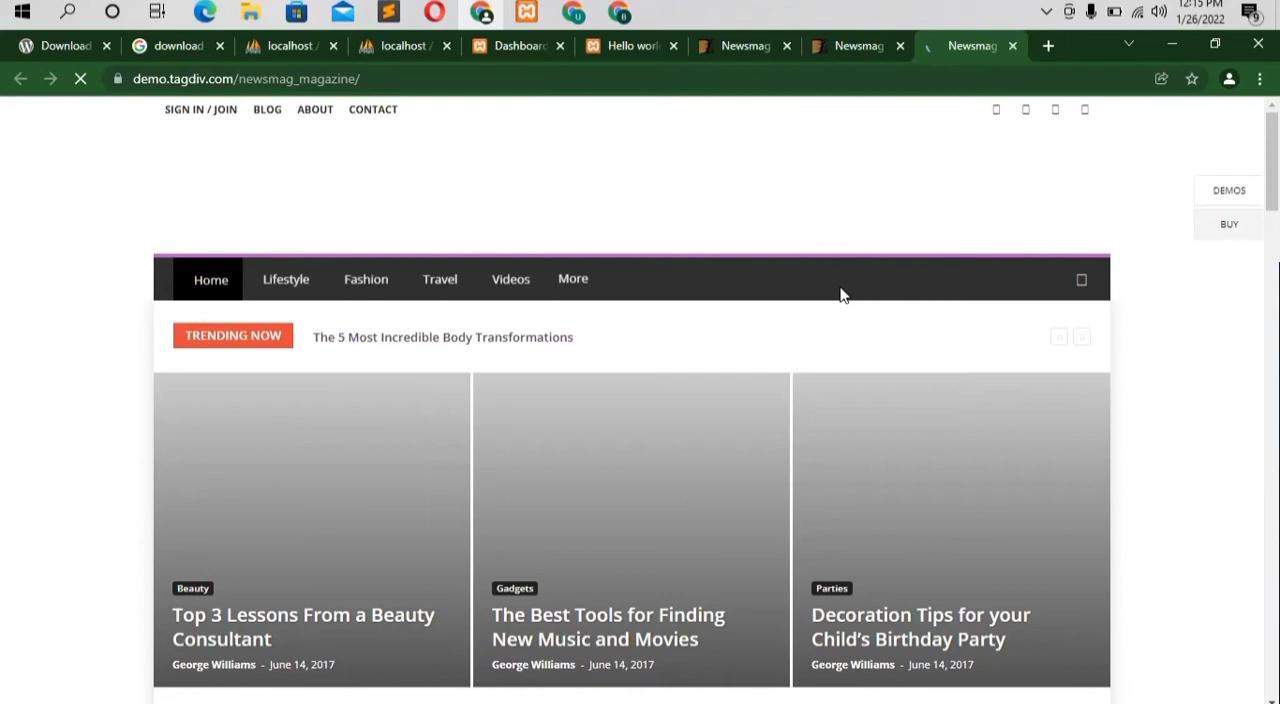 12:15 PM
1/26/2022
9
Download
download
localhost /
localhost /
Dashboard
Hello worl
Newsmag
Newsmag
Newsmag
demo.tagdiv.com/newsmag_magazine/
SIGN IN / JOIN BLOG ABOUT CONTACT
DEMOS
BUY
Home Lifestyle Fashion Travel Videos More
TRENDING NOW The 5 Most Incredible Body Transformations
Beauty
Top 3 Lessons From a Beauty
Consultant
George Williams - June 14, 2017
Gadgets
The Best Tools for Finding
New Music and Movies
George Williams - June 14, 2017
Parties
Decoration Tips for your
Child’s Birthday Party
George Williams - June 14, 2017